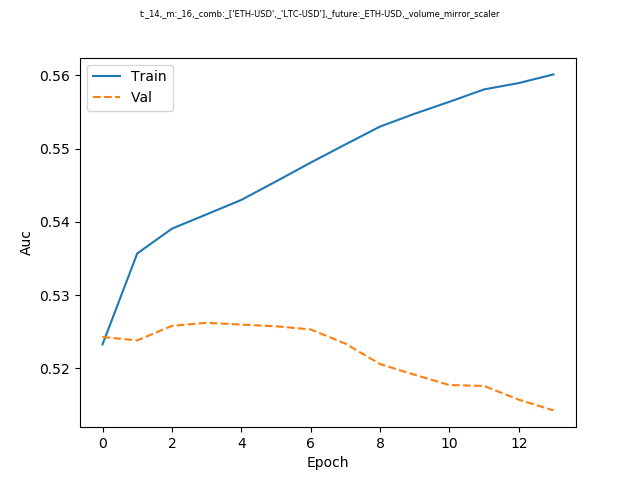 t:_14,_m:_16,_comb:_['ETH-USD',_'LTC-USD'],_future:_ETH-USD,_volume_mirror_scaler
Train
Val
0.56
0.55
0.54
0.53
0.52
Auc
0 2 4 6 8 10 12
Epoch